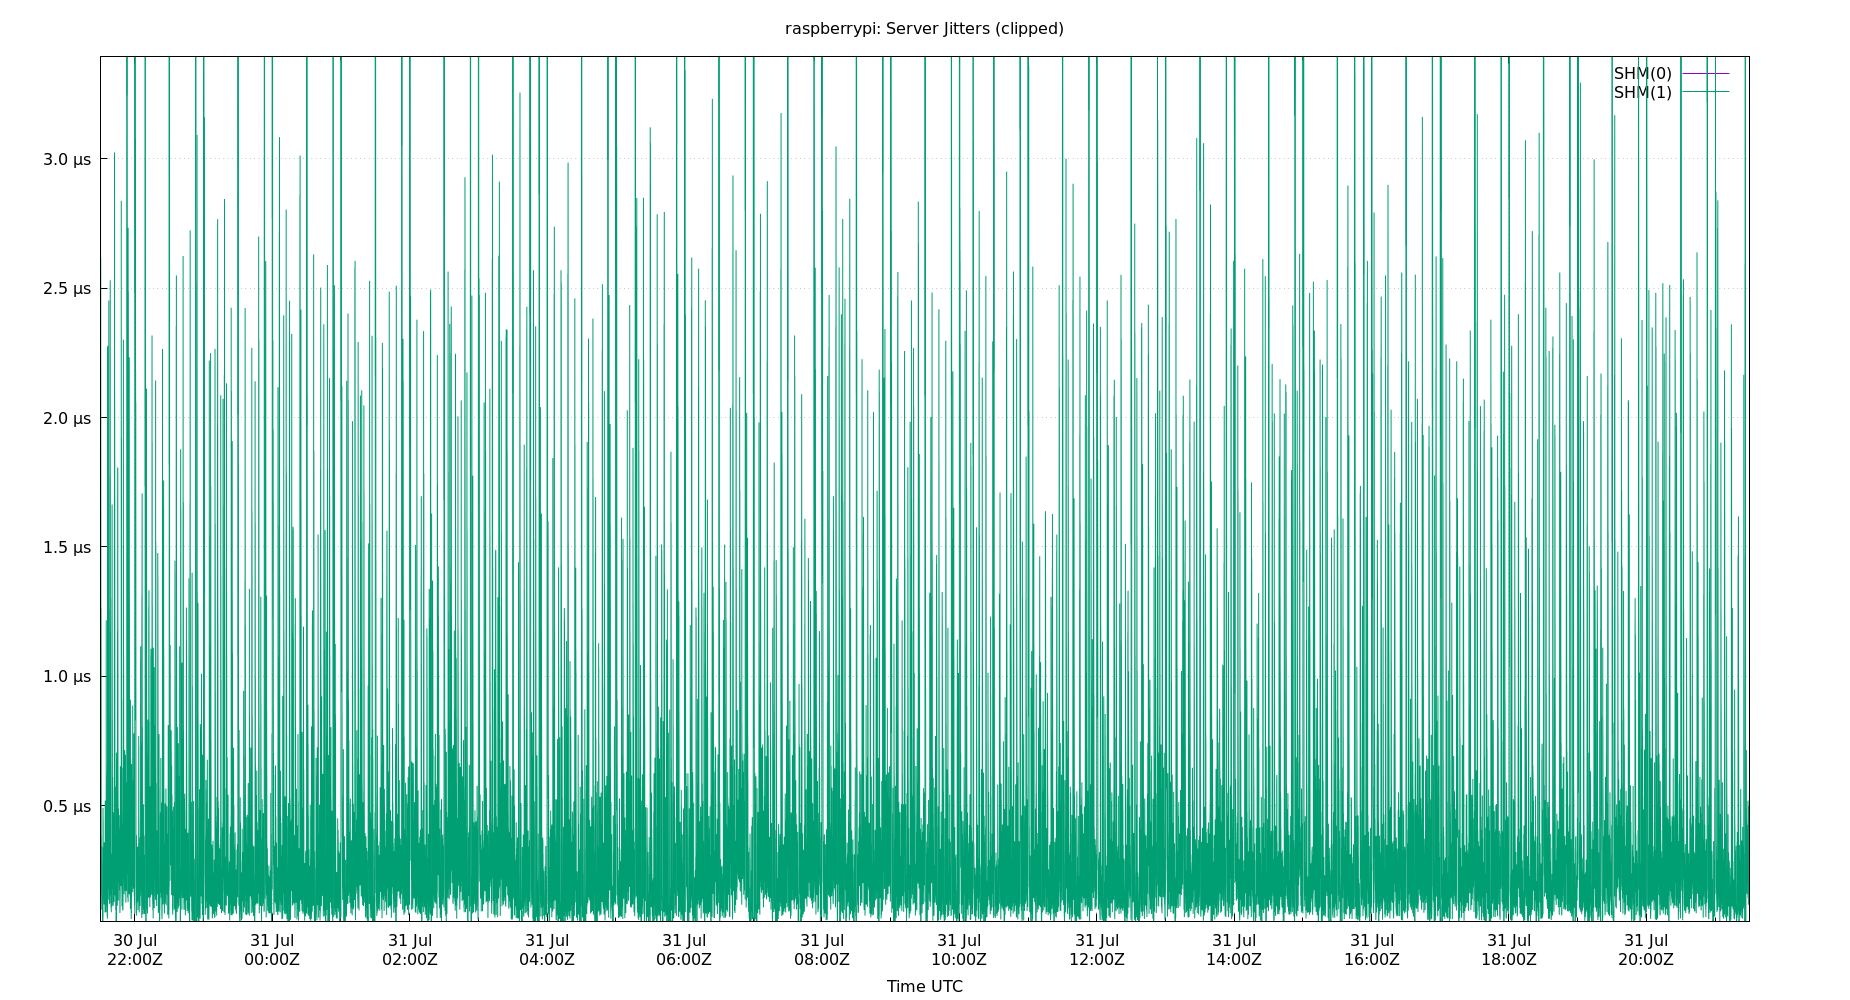 raspberrypi: Server Jitters (clipped)
SHM(0)
SHM(1)
3.0 µs
2.5 µs
2.0 µs
1.5 µs
1.0 µs
0.5 µs
30 Jul 31 Jul 31 Jul 31 Jul 31 Jul 31 Jul 31 Jul 31 Jul 31 Jul 31 Jul 31 Jul 31 Jul
22:00Z 00:00Z 02:00Z 04:00Z 06:00Z 08:00Z 10:00Z 12:00Z 14:00Z 16:00Z 18:00Z 20:00Z
Time UTC